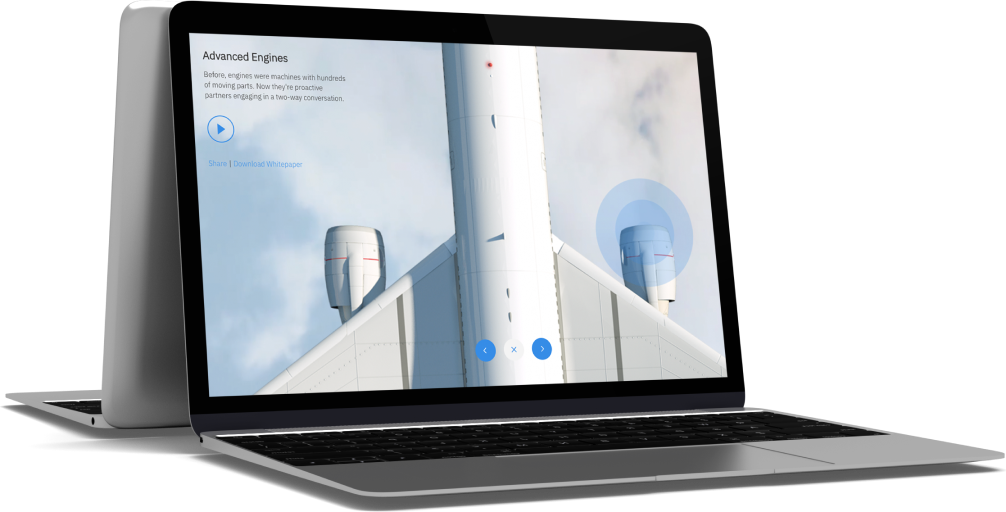 Advanced Engines
Before, engines were machines with hundreds
of moving parts. Now they're proactive
partners engaging in a two-way conversation.
Share | Download Whitepaper